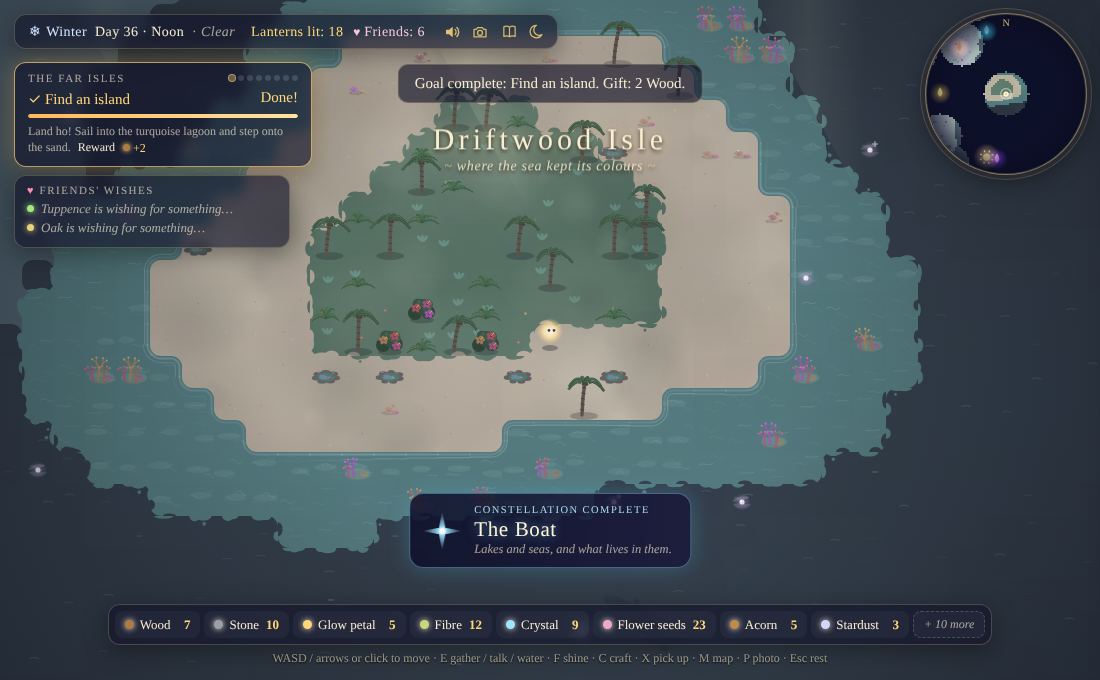 ❄ Winter Day 36 · Noon · Clear Lanterns lit: 18 ♥ Friends: 6
N
THE FAR ISLES
✓ Find an island Done!
Land ho! Sail into the turquoise lagoon and step onto
the sand. Reward +2
Goal complete: Find an island. Gift: 2 Wood.
Driftwood Isle
~ where the sea kept its colours ~
♥ FRIENDS' WISHES
Tuppence is wishing for something…
Oak is wishing for something…
CONSTELLATION COMPLETE
The Boat
Lakes and seas, and what lives in them.
Wood 7 Stone 10 Glow petal 5 Fibre 12 Crystal 9 Flower seeds 23 Acorn 5 Stardust 3 + 10 more
WASD / arrows or click to move · E gather / talk / water · F shine · C craft · X pick up · M map · P photo · Esc rest